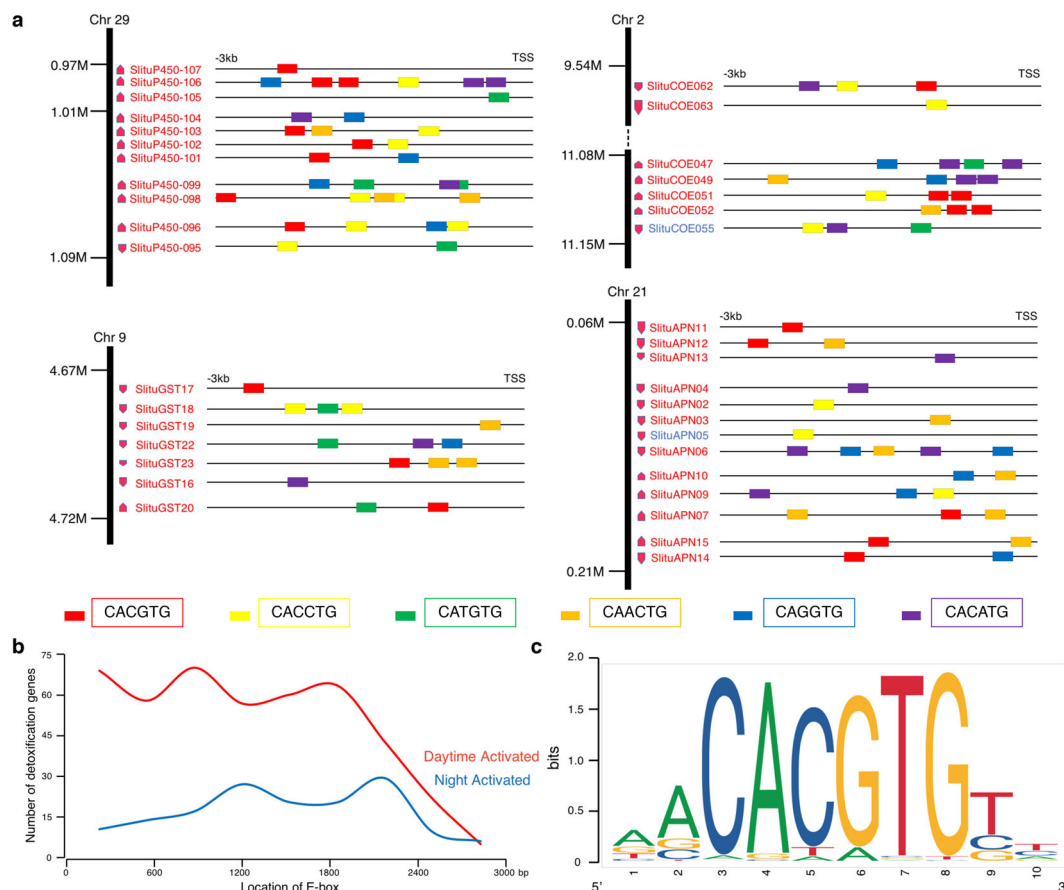 a
Chr 29
0.97M
1.01M
1.09M
-3kb
TSS
SlituP450-107
SlituP450-106
SlituP450-105
SlituP450-104
SlituP450-103
SlituP450-102
SlituP450-101
SlituP450-099
SlituP450-098
SlituP450-096
SlituP450-095
Chr 2
9.54M
11.08M
11.15M
-3kb
TSS
SlituCOE062
SlituCOE063
SlituCOE047
SlituCOE049
SlituCOE051
SlituCOE052
SlituCOE055
Chr 9
4.67M
4.72M
-3kb
TSS
SlituGST17
SlituGST18
SlituGST19
SlituGST22
SlituGST23
SlituGST16
SlituGST20
Chr 21
0.06M
0.21M
-3kb
TSS
SlituAPN11
SlituAPN12
SlituAPN13
SlituAPN04
SlituAPN02
SlituAPN03
SlituAPN05
SlituAPN06
SlituAPN10
SlituAPN09
SlituAPN07
SlituAPN15
SlituAPN14
CACGTG CACCTG CATGTG CAACTG CAGGTG CACATG
b
Number of detoxification genes
75
60
45
30
15
0
Daytime Activated
Night Activated
0 600 1200 1800 2400 3000 bp
Location of E-box
c
bits
2.0
1.5
1.0
0.5
0
CACGTG
5'
1 2 3 4 5 6 7 8 9 10